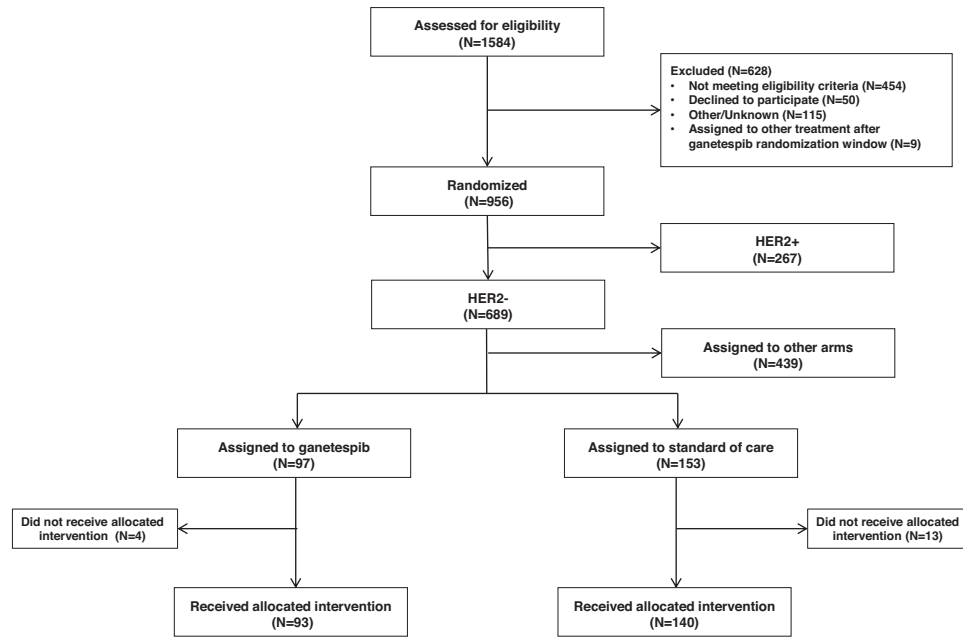 Assessed for eligibility
(N=1584)
Excluded (N=628)
• Not meeting eligibility criteria (N=454)
• Declined to participate (N=50)
• Other/Unknown (N=115)
• Assigned to other treatment after
ganetespib randomization window (N=9)
Randomized
(N=956)
HER2+
(N=267)
HER2-
(N=689)
Assigned to other arms
(N=439)
Assigned to ganetespib
(N=97)
Assigned to standard of care
(N=153)
Did not receive allocated
intervention (N=4)
Did not receive allocated
intervention (N=13)
Received allocated intervention
(N=93)
Received allocated intervention
(N=140)